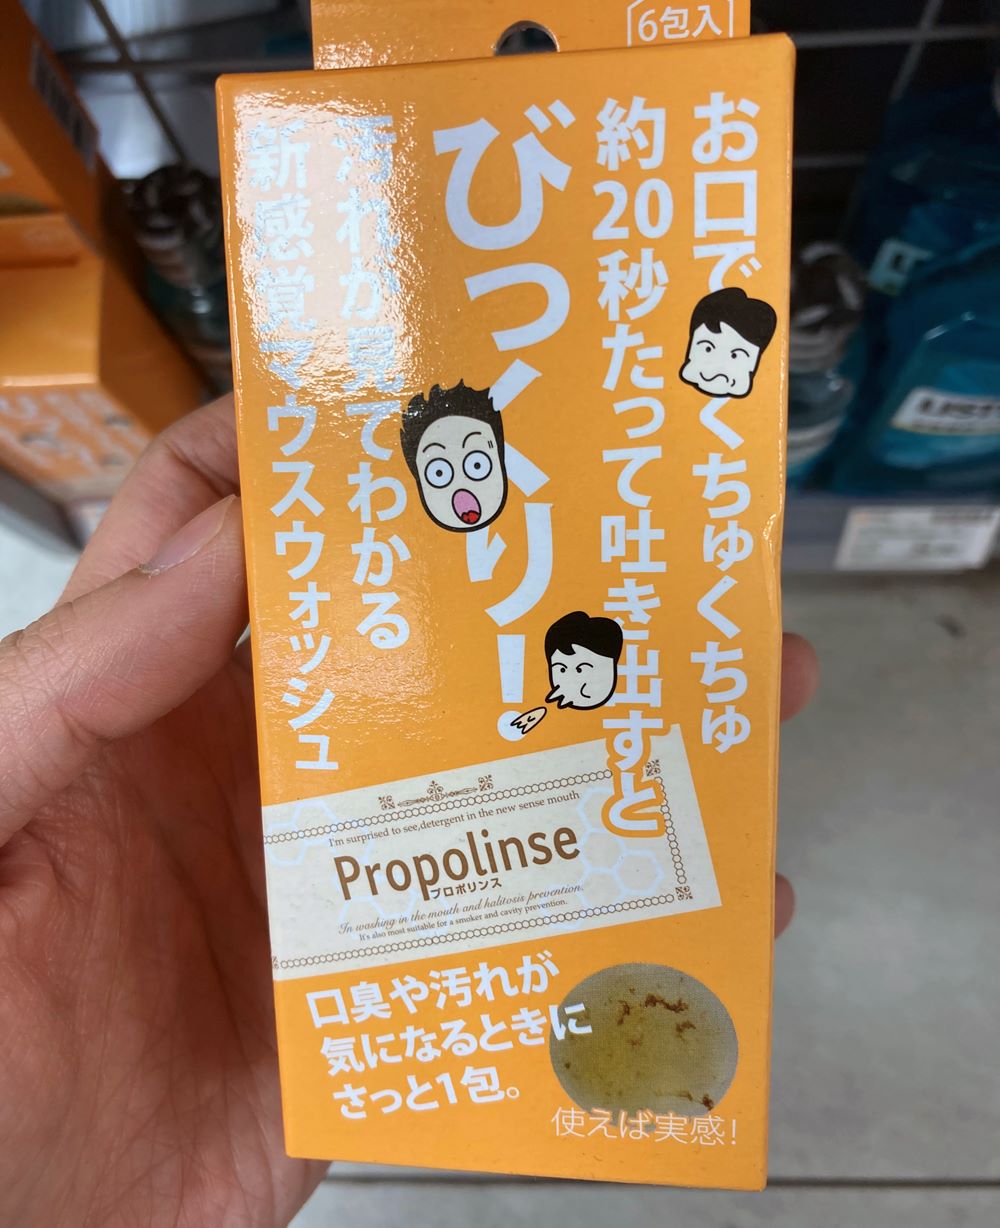 6包入
お口でくちゅくちゅ
約20秒たって吐き出すと
びっくり!
汚れが見てわかる
新感覚マウスウォッシュ
I'm surprised to see,detergent in the new sense mouth
Propolinse
プロポリンス
In washing in the mouth and halitosis prevention.
It's also most suitable for a smoker and cavity prevention.
口臭や汚れが
気になるときに
さっと1包。
使えば実感!